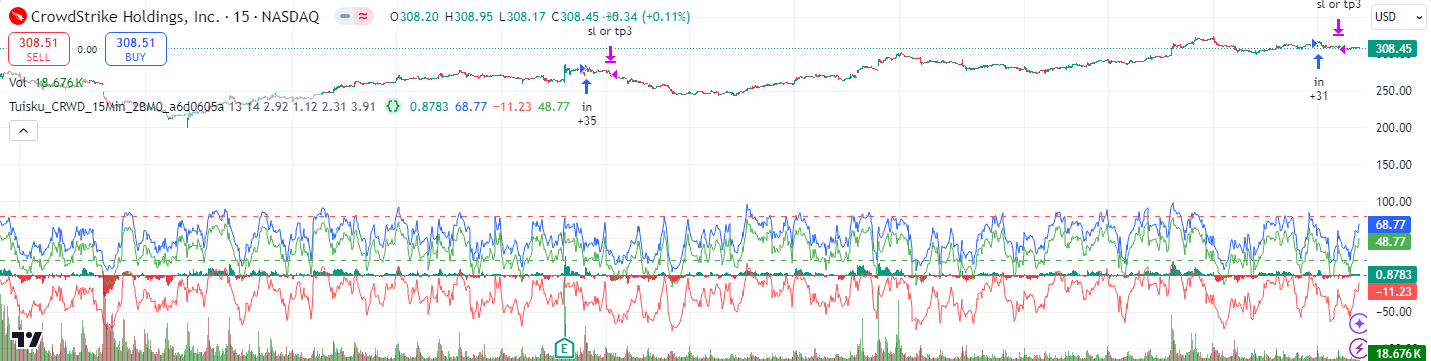 CrowdStrike Holdings, Inc. · 15 · NASDAQ
O308.20 H308.95 L308.17 C308.45 +0.34 (+0.11%)
sl or tp3
sl or tp3
USD
308.51
SELL
0.00
308.51
BUY
308.45
Vol 18.676K
in
+31
250.00
Tuisku_CRWD_15Min_2BM0_a6d0605a 13 14 2.92 1.12 2.31 3.91 {} 0.8783 68.77 −11.23 48.77
in
+35
200.00
150.00
100.00
68.77
48.77
0.8783
−11.23
−50.00
E
18.676K